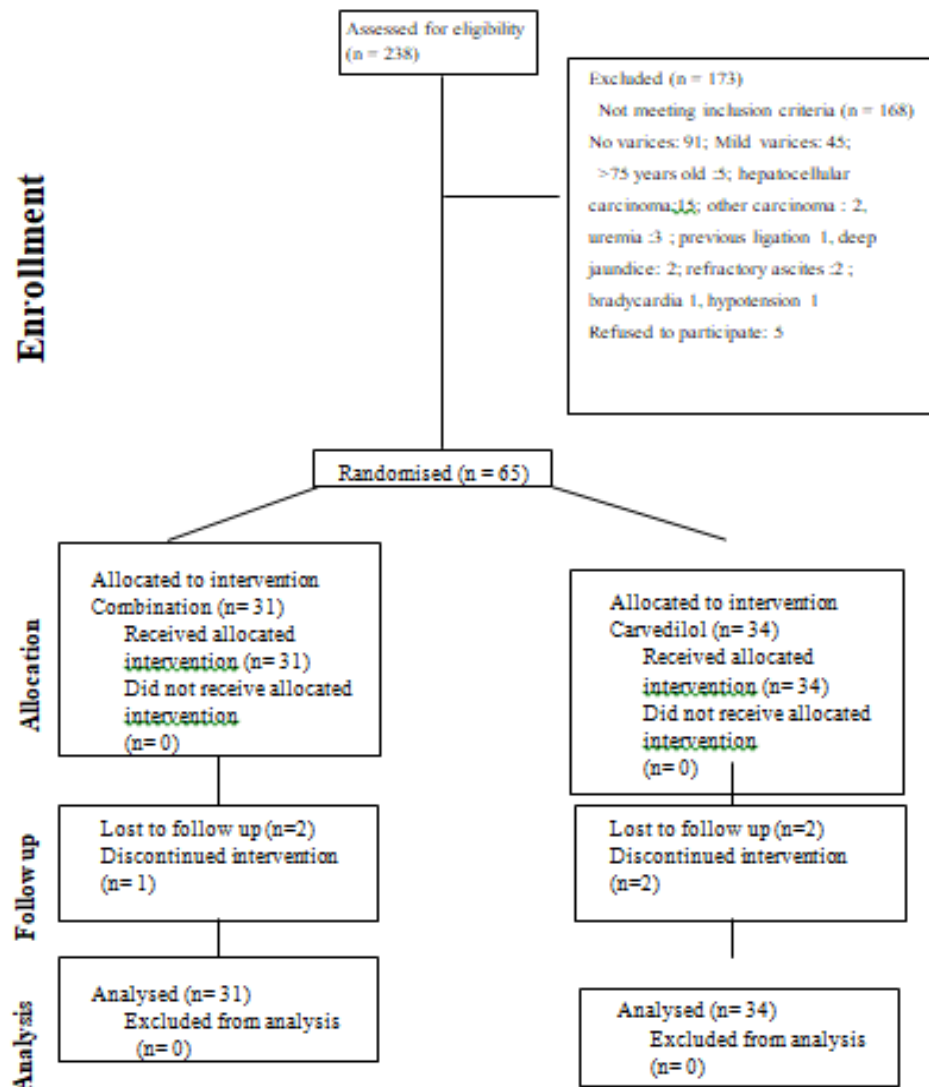 Assessed for eligibility
(n = 238)
Excluded (n = 173)
Not meeting inclusion criteria (n = 168)
No varices: 91; Mild varices: 45;
>75 years old :5; hepatocellular
carcinoma;15; other carcinoma : 2,
uremia :3 ; previous ligation 1, deep
jaundice: 2; refractory ascites :2 ;
bradycardia 1, hypotension 1
Refused to participate: 5
Enrollment
Randomised (n = 65)
Allocation
Allocated to intervention
Combination (n= 31)
Received allocated
intervention (n= 31)
Did not receive allocated
intervention
(n= 0)
Allocated to intervention
Carvedilol (n= 34)
Received allocated
intervention (n= 34)
Did not receive allocated
intervention
(n= 0)
Follow up
Lost to follow up (n=2)
Discontinued intervention
(n= 1)
Lost to follow up (n=2)
Discontinued intervention
(n=2)
Analysis
Analysed (n= 31)
Excluded from analysis
(n= 0)
Analysed (n= 34)
Excluded from analysis
(n= 0)